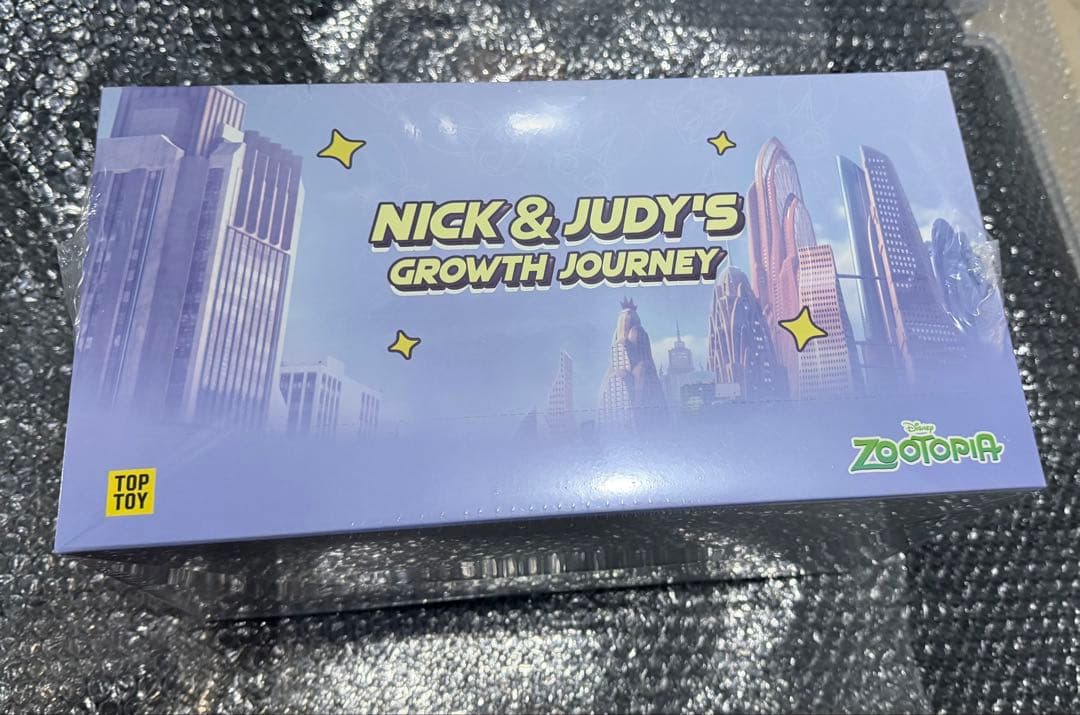 NICK & JUDY'S
GROWTH JOURNEY
Disney
ZOOTOPIA
TOP
TOY